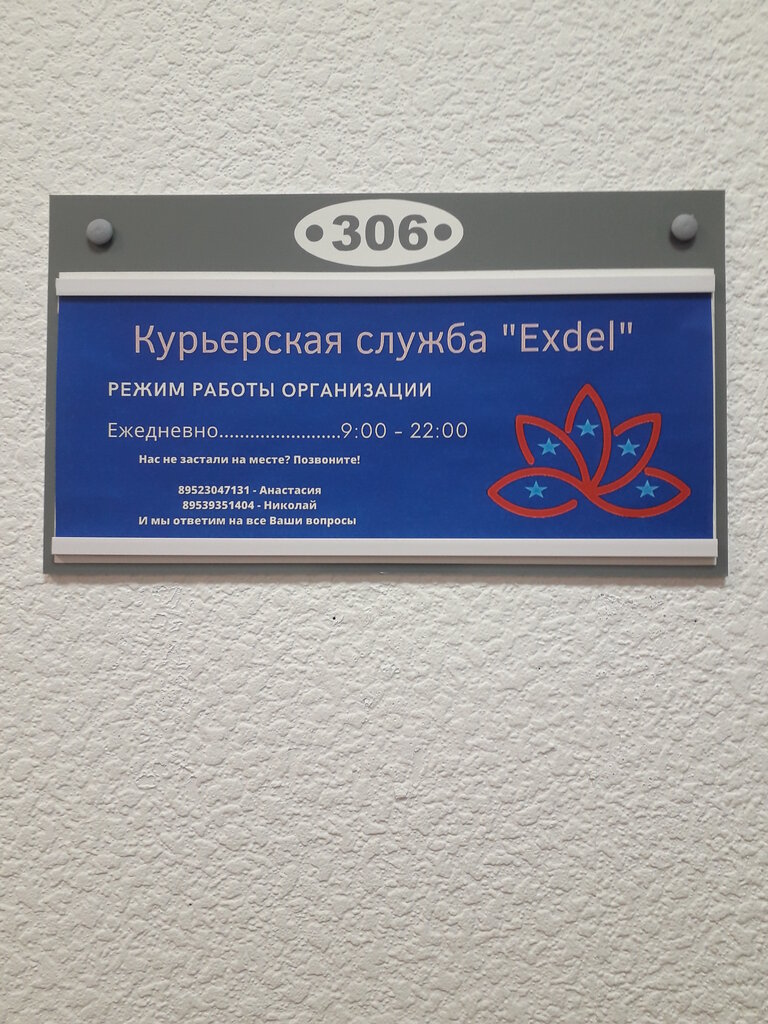 •306•
Курьерская служба "Exdel"
РЕЖИМ РАБОТЫ ОРГАНИЗАЦИИ
Ежедневно........................9:00 - 22:00
Нас не застали на месте? Позвоните!
89523047131 - Анастасия
89539351404 - Николай
И мы ответим на все Ваши вопросы